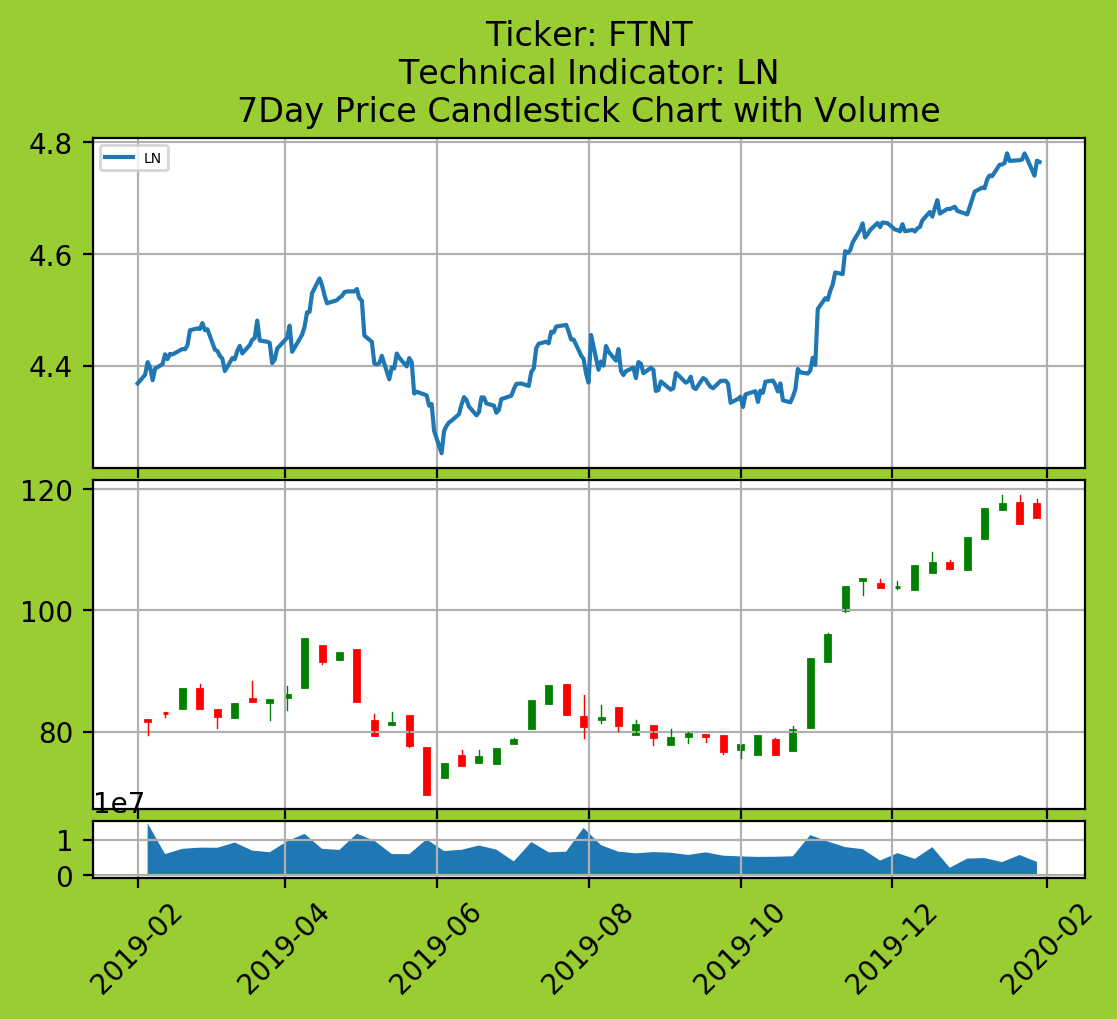 Ticker: FTNT
Technical Indicator: LN
7Day Price Candlestick Chart with Volume
4.8
LN
4.6
4.4
120
100
80
1e7
1
0
2019-02 2019-04 2019-06 2019-08 2019-10 2019-12 2020-02